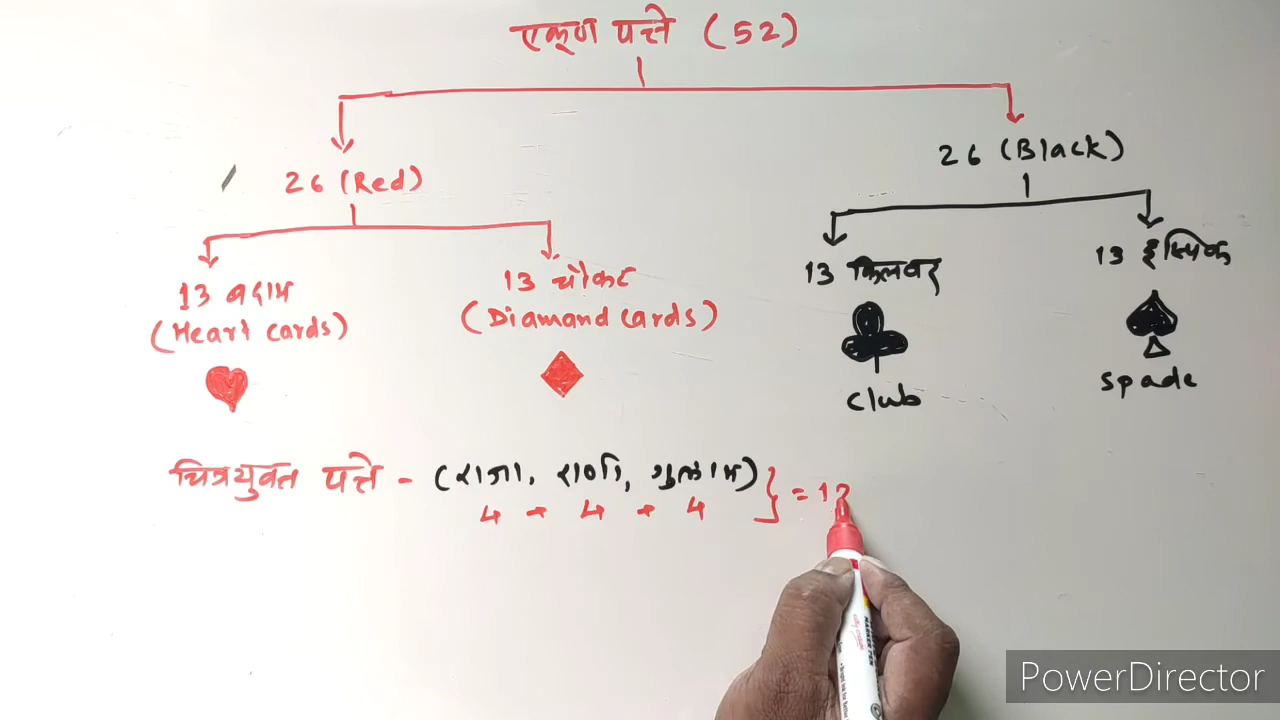 एकूण पत्ते (52)
26 (Red)
26 (Black)
13 बदाम
(Heart cards)
13 चौकट
(Diamand cards)
13 किलवर
club
13 इस्पिक
spade
चित्रयुक्त पत्ते - (राजा, राणी, गुलाम) } = 12
4 + 4 + 4
PowerDirector